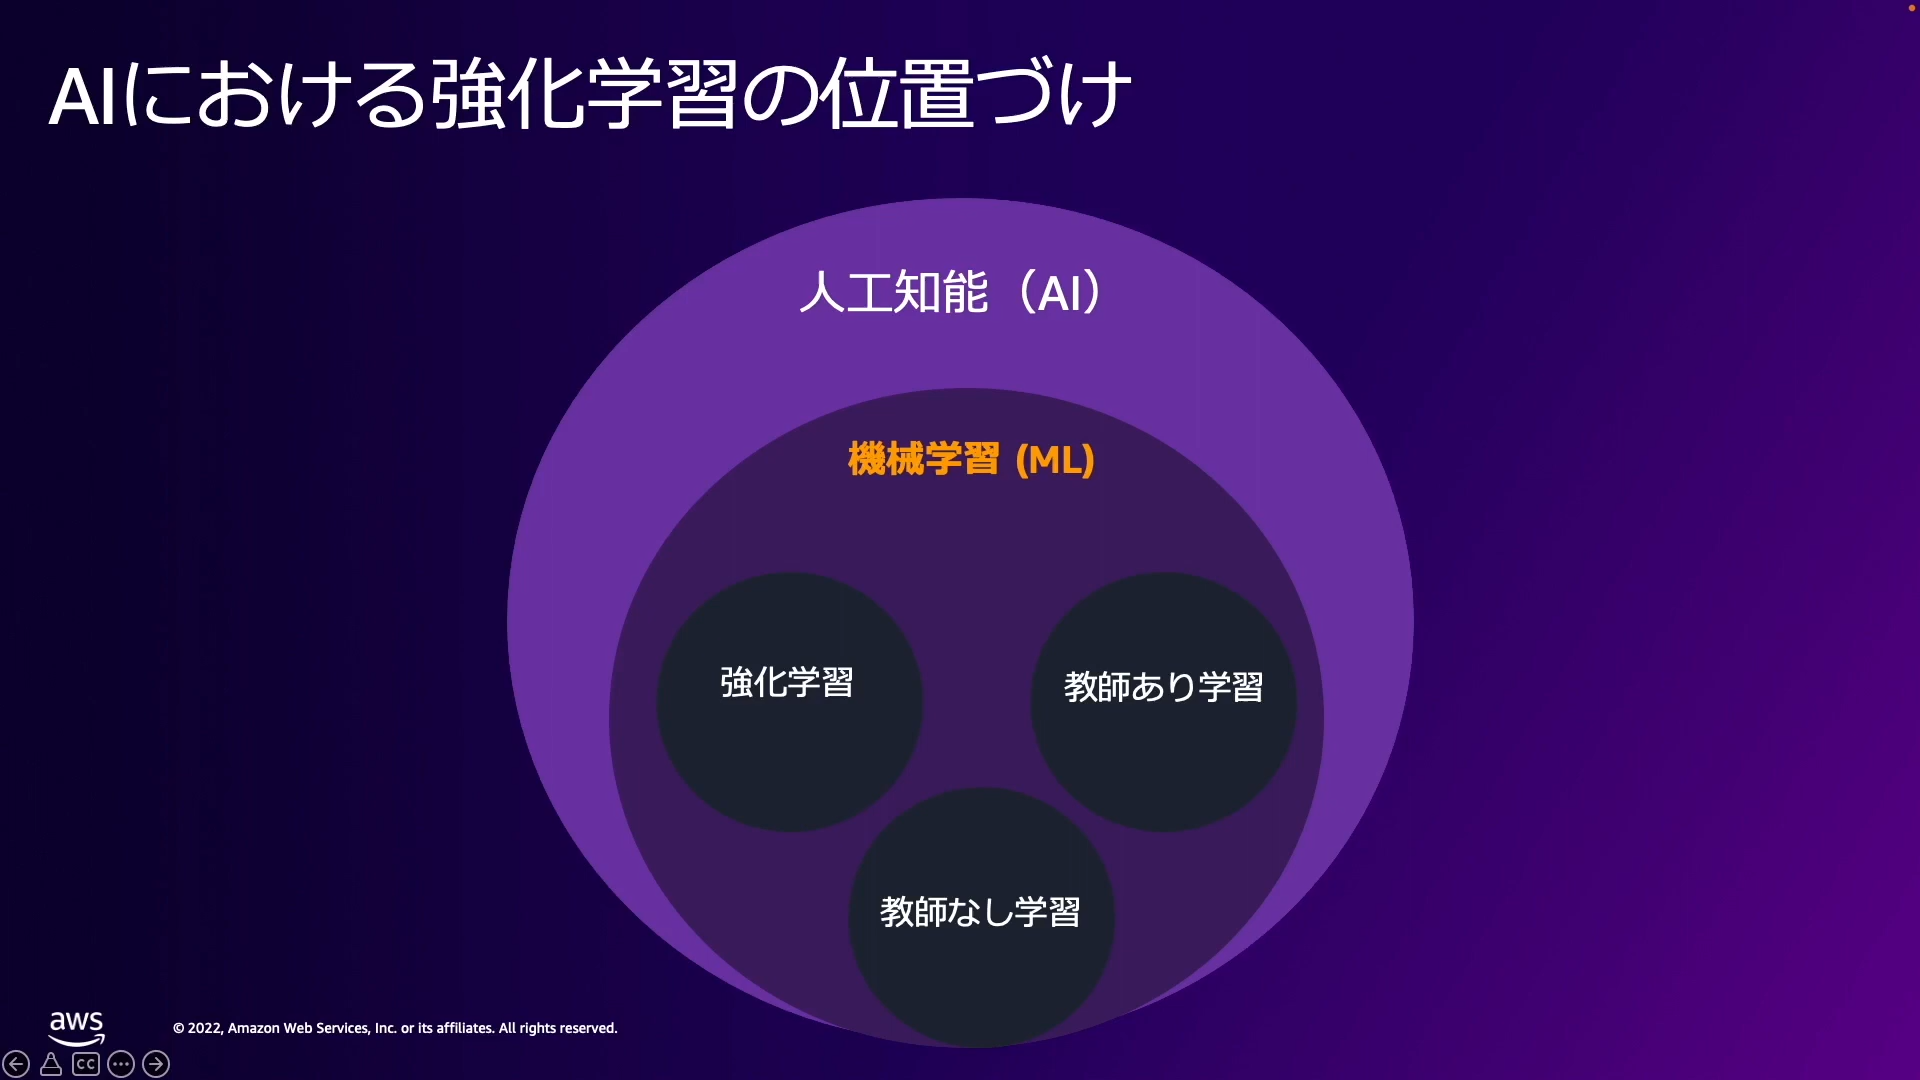 AIにおける強化学習の位置づけ
人工知能（AI）
機械学習 (ML)
強化学習
教師あり学習
教師なし学習
aws
© 2022, Amazon Web Services, Inc. or its affiliates. All rights reserved.
CC